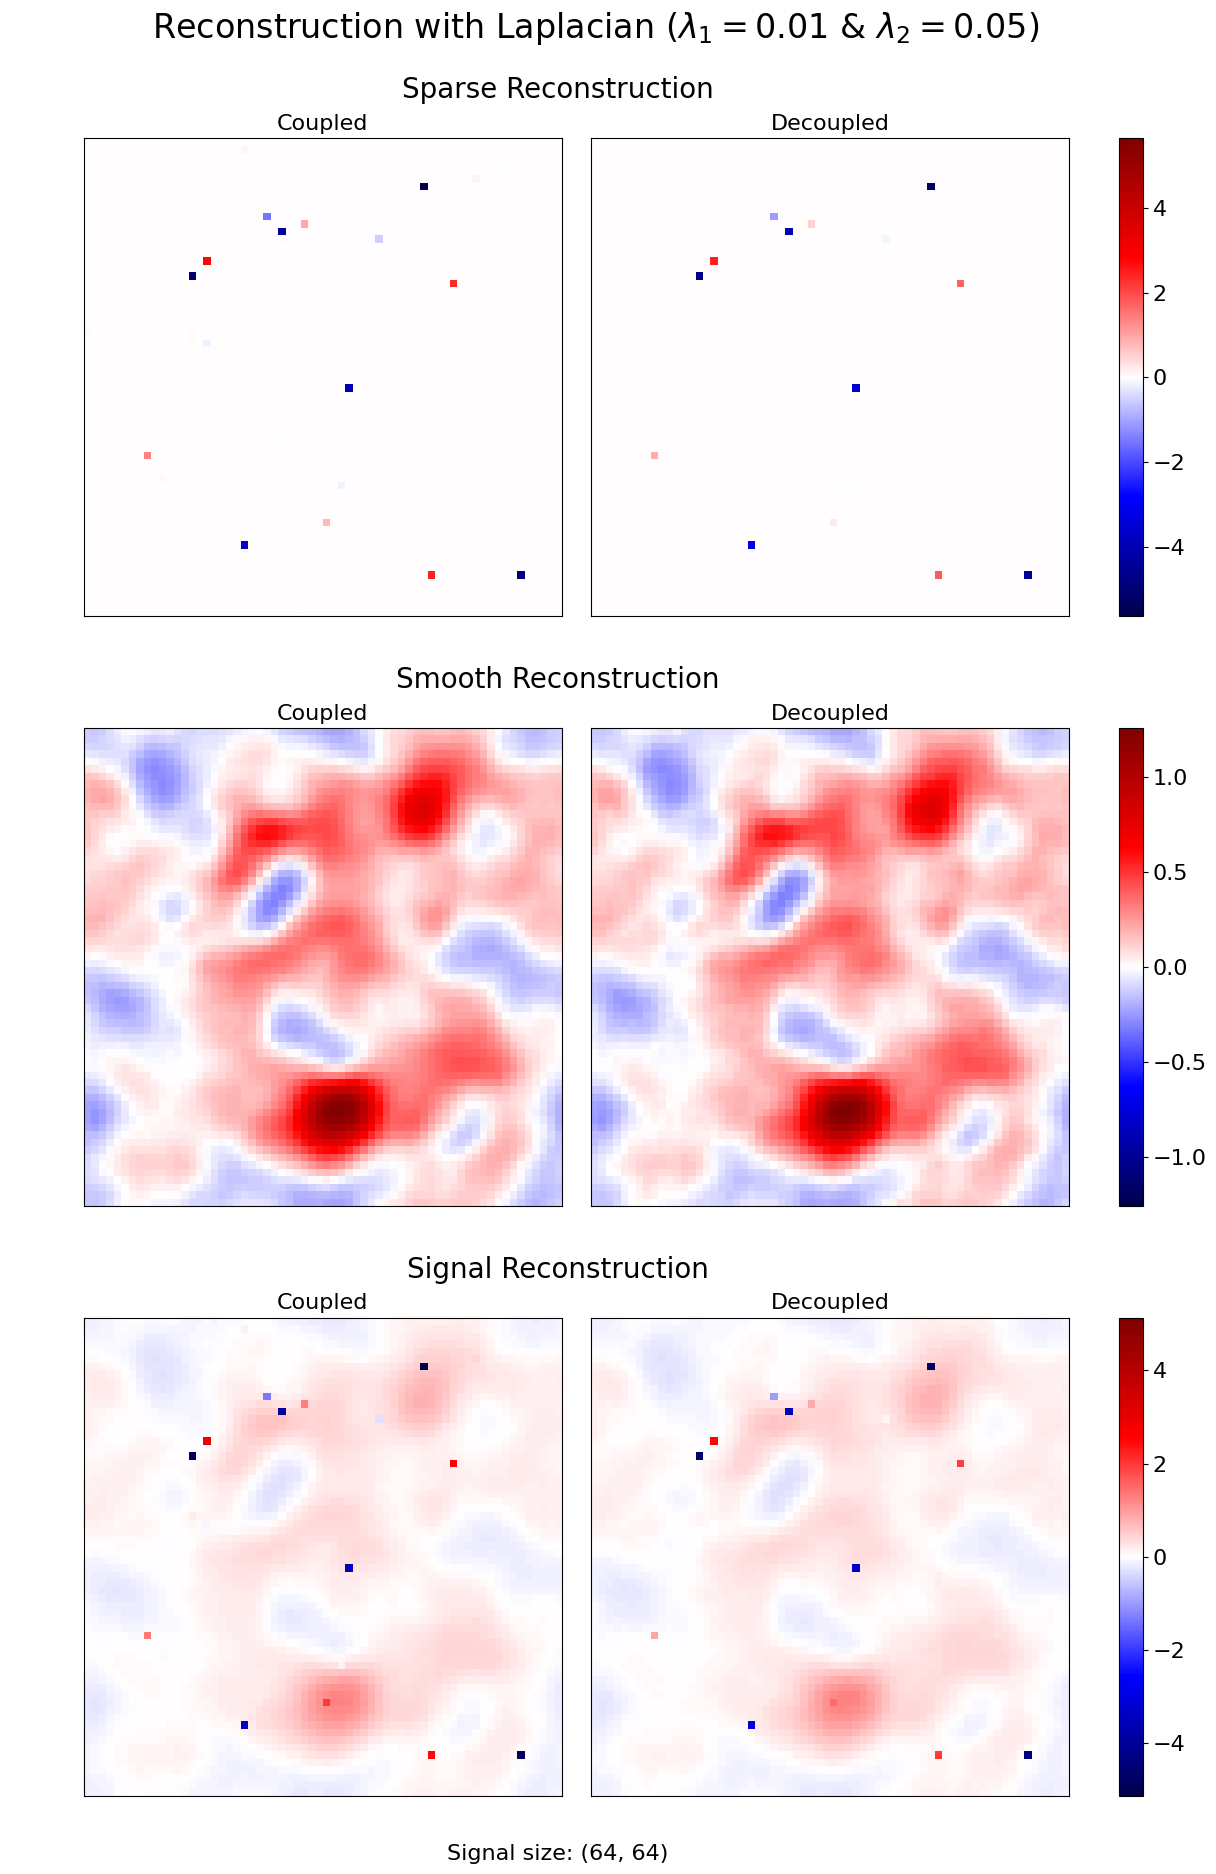 Reconstruction with Laplacian (λ₁ = 0.01 & λ₂ = 0.05)
Sparse Reconstruction
Coupled Decoupled
4
2
0
−2
−4
Smooth Reconstruction
Coupled Decoupled
1.0
0.5
0.0
−0.5
−1.0
Signal Reconstruction
Coupled Decoupled
4
2
0
−2
−4
Signal size: (64, 64)